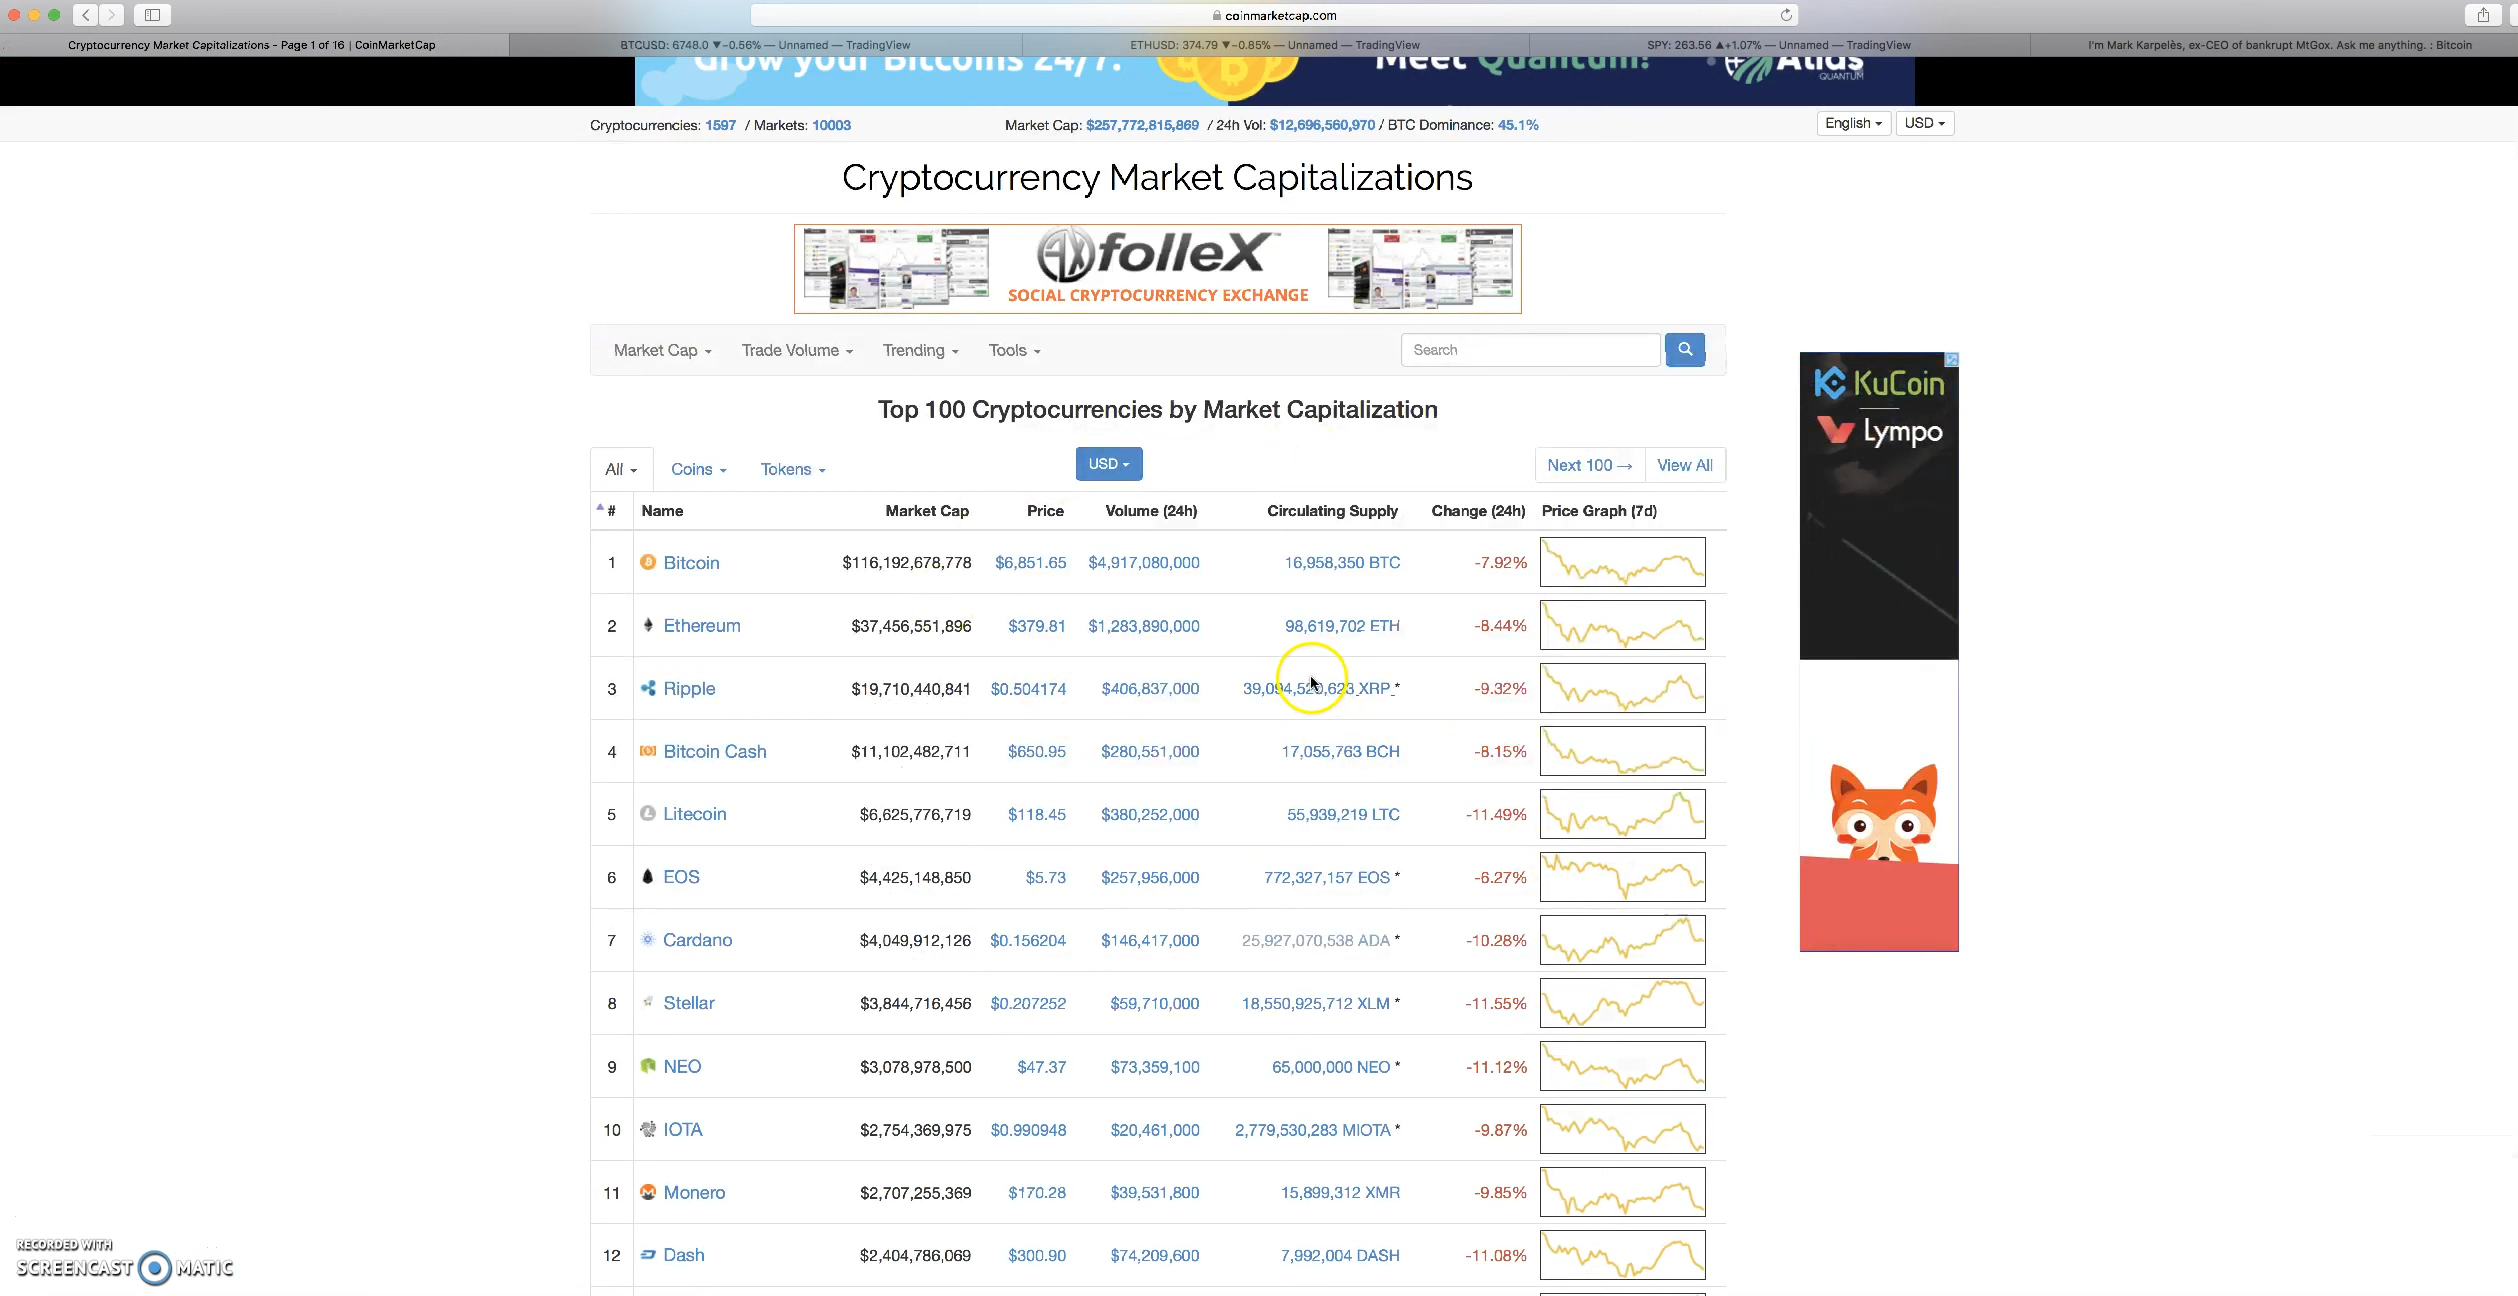 coinmarketcap.com
Cryptocurrency Market Capitalizations - Page 1 of 16 | CoinMarketCap
BTCUSD: 6748.0 ▼−0.56% — Unnamed — TradingView
ETHUSD: 374.79 ▼−0.85% — Unnamed — TradingView
SPY: 263.56 ▲+1.07% — Unnamed — TradingView
I'm Mark Karpelès, ex-CEO of bankrupt MtGox. Ask me anything. : Bitcoin
Grow your Bitcoins 24/7.
Meet Quantum!
Atlas
QUANTUM
Cryptocurrencies: 1597 / Markets: 10003
Market Cap: $257,772,815,869 / 24h Vol: $12,696,560,970 / BTC Dominance: 45.1%
English
USD
Cryptocurrency Market Capitalizations
folleX
SOCIAL CRYPTOCURRENCY EXCHANGE
Market Cap Trade Volume Trending Tools
Search
KuCoin
Lympo
Top 100 Cryptocurrencies by Market Capitalization
All Coins Tokens
USD
Next 100 → View All
# Name Market Cap Price Volume (24h) Circulating Supply Change (24h) Price Graph (7d)
1 Bitcoin $116,192,678,778 $6,851.65 $4,917,080,000 16,958,350 BTC -7.92%
2 Ethereum $37,456,551,896 $379.81 $1,283,890,000 98,619,702 ETH -8.44%
3 Ripple $19,710,440,841 $0.504174 $406,837,000 39,094,520,623 XRP * -9.32%
4 Bitcoin Cash $11,102,482,711 $650.95 $280,551,000 17,055,763 BCH -8.15%
5 Litecoin $6,625,776,719 $118.45 $380,252,000 55,939,219 LTC -11.49%
6 EOS $4,425,148,850 $5.73 $257,956,000 772,327,157 EOS * -6.27%
7 Cardano $4,049,912,126 $0.156204 $146,417,000 25,927,070,538 ADA * -10.28%
8 Stellar $3,844,716,456 $0.207252 $59,710,000 18,550,925,712 XLM * -11.55%
9 NEO $3,078,978,500 $47.37 $73,359,100 65,000,000 NEO * -11.12%
10 IOTA $2,754,369,975 $0.990948 $20,461,000 2,779,530,283 MIOTA * -9.87%
11 Monero $2,707,255,369 $170.28 $39,531,800 15,899,312 XMR -9.85%
12 Dash $2,404,786,069 $300.90 $74,209,600 7,992,004 DASH -11.08%
RECORDED WITH
SCREENCAST MATIC